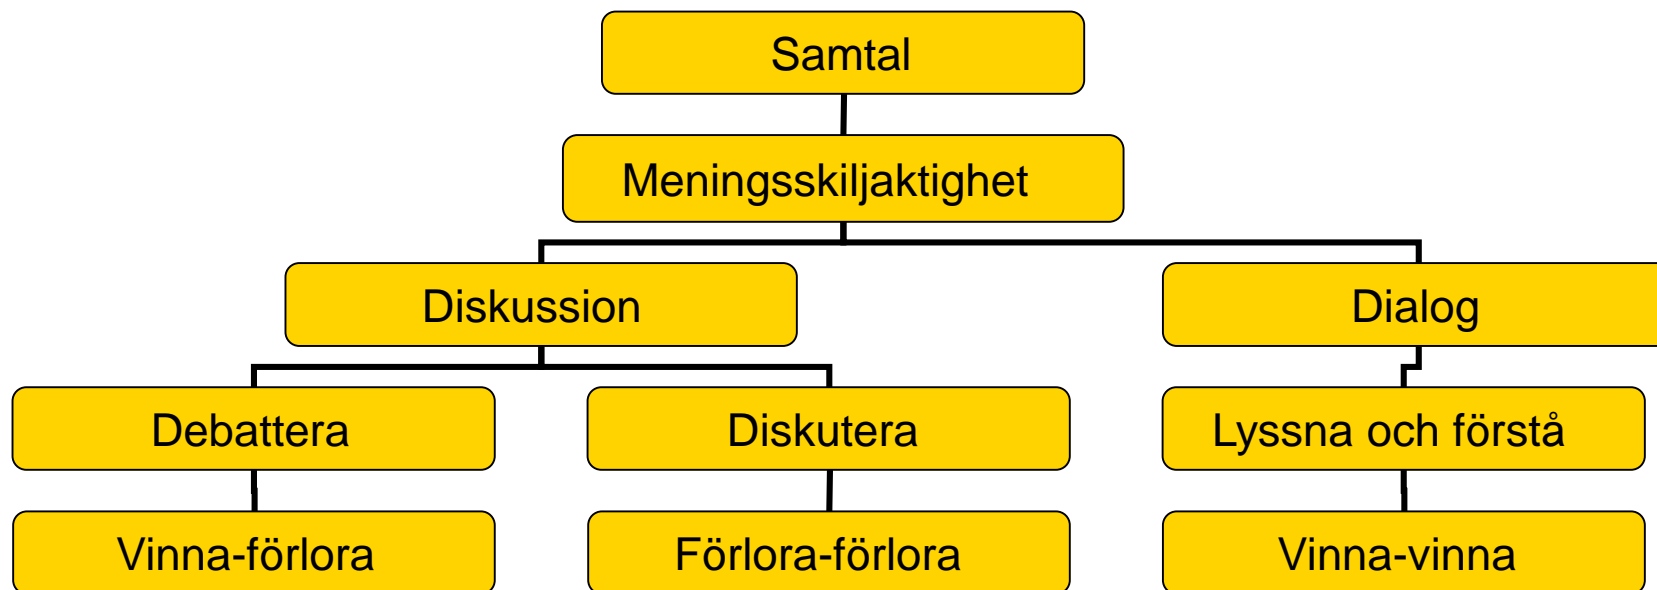 Samtal
Meningsskiljaktighet
Diskussion
Dialog
Debattera
Diskutera
Lyssna och förstå
Vinna-förlora
Förlora-förlora
Vinna-vinna